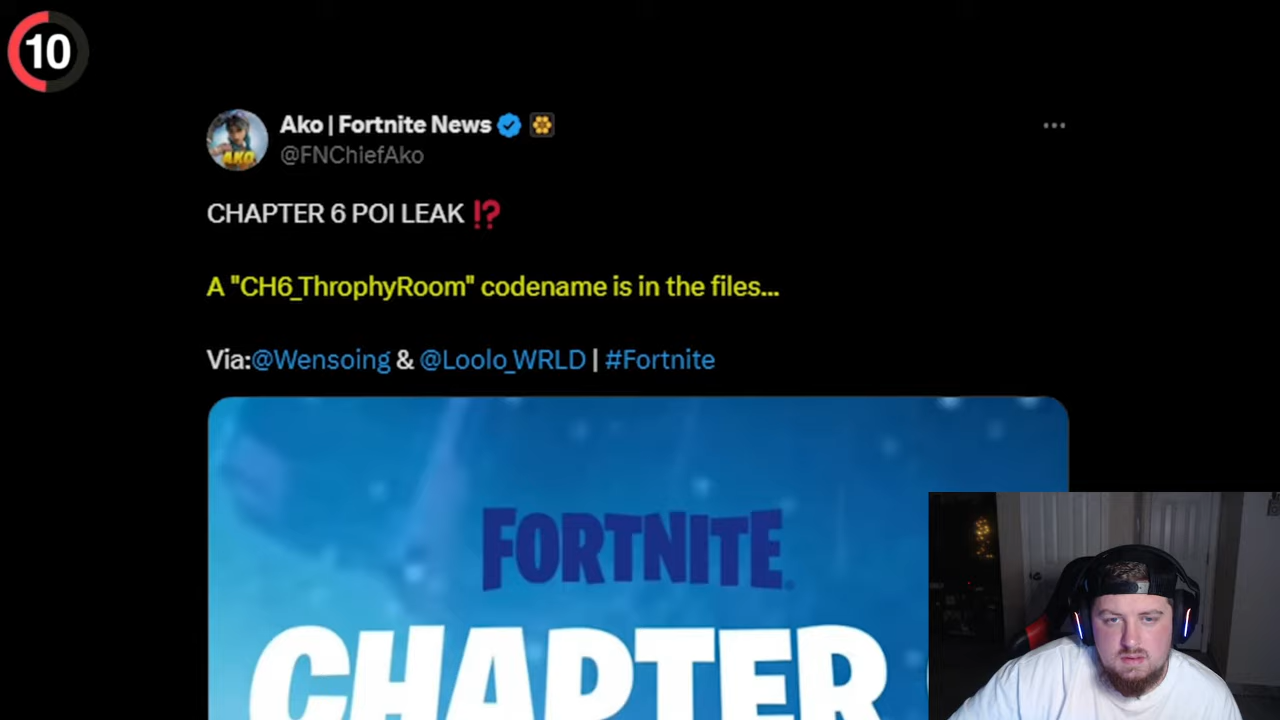 10
Ako | Fortnite News
@FNChiefAko
CHAPTER 6 POI LEAK ⁉️
A "CH6_ThrophyRoom" codename is in the files...
Via:@Wensoing & @Loolo_WRLD | #Fortnite
FORTNITE
CHAPTER